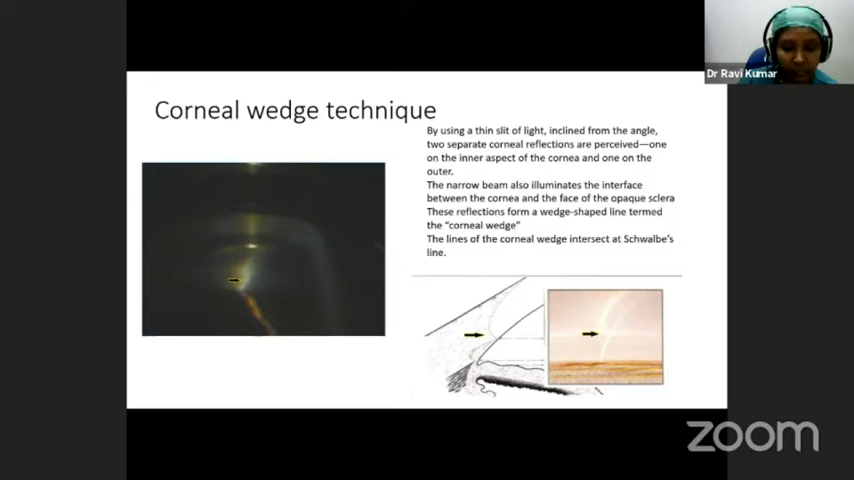 Dr Ravi Kumar
Corneal wedge technique
By using a thin slit of light, inclined from the angle,
two separate corneal reflections are perceived—one
on the inner aspect of the cornea and one on the
outer.
The narrow beam also illuminates the interface
between the cornea and the face of the opaque sclera
These reflections form a wedge-shaped line termed
the “corneal wedge”
The lines of the corneal wedge intersect at Schwalbe’s
line.
zoom